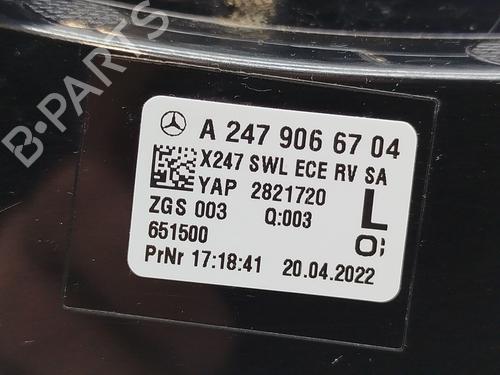 B-PARTS
A 247 906 67 04
X247 SWL ECE RV SA
YAP 2821720
ZGS 003 Q:003
L
651500
O;
PrNr 17:18:41 20.04.2022